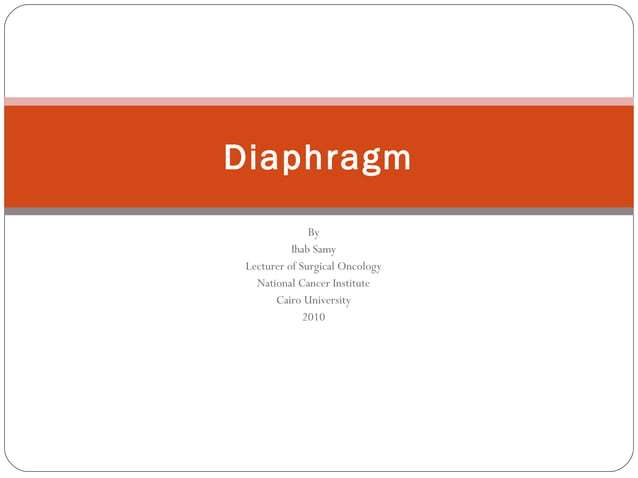 Diaphragm
By
Ihab Samy
Lecturer of Surgical Oncology
National Cancer Institute
Cairo University
2010